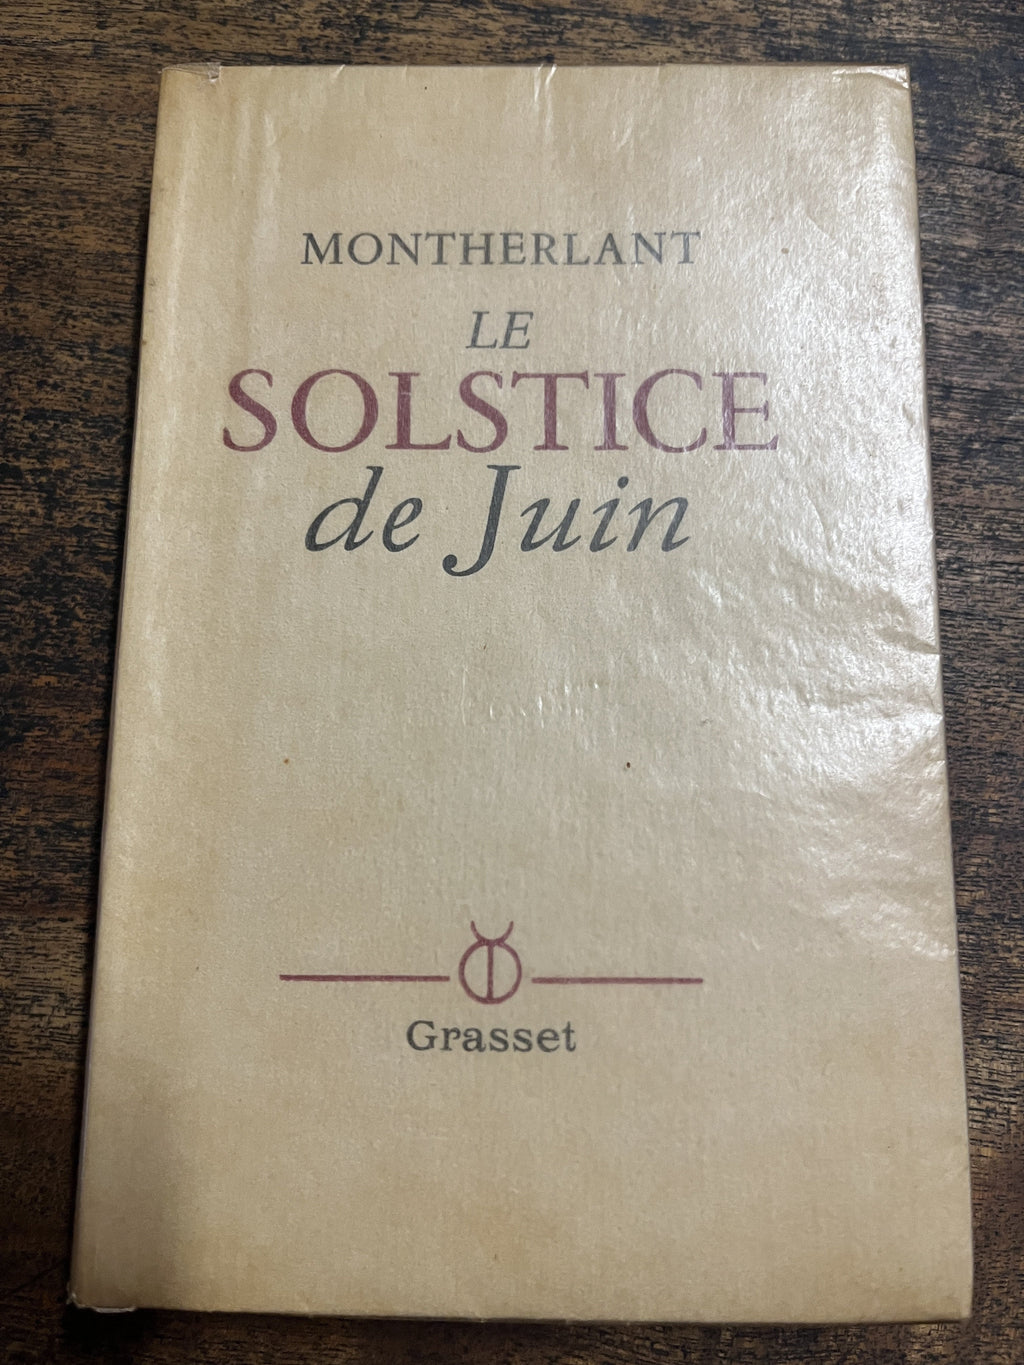 MONTHERLANT
LE
SOLSTICE
de Juin
Grasset